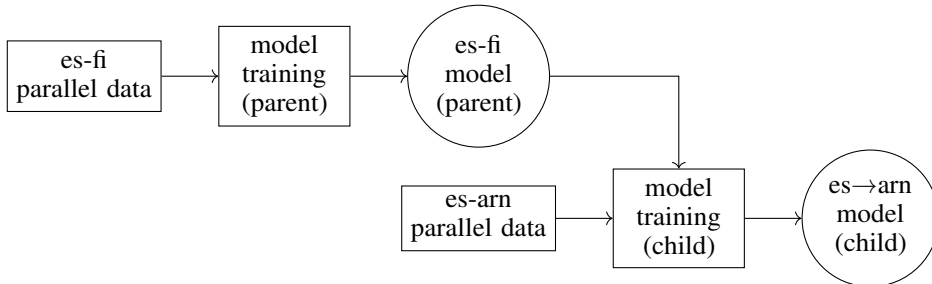 es-fi
parallel data
model
training
(parent)
es-fi
model
(parent)
es-arn
parallel data
model
training
(child)
es→arn
model
(child)